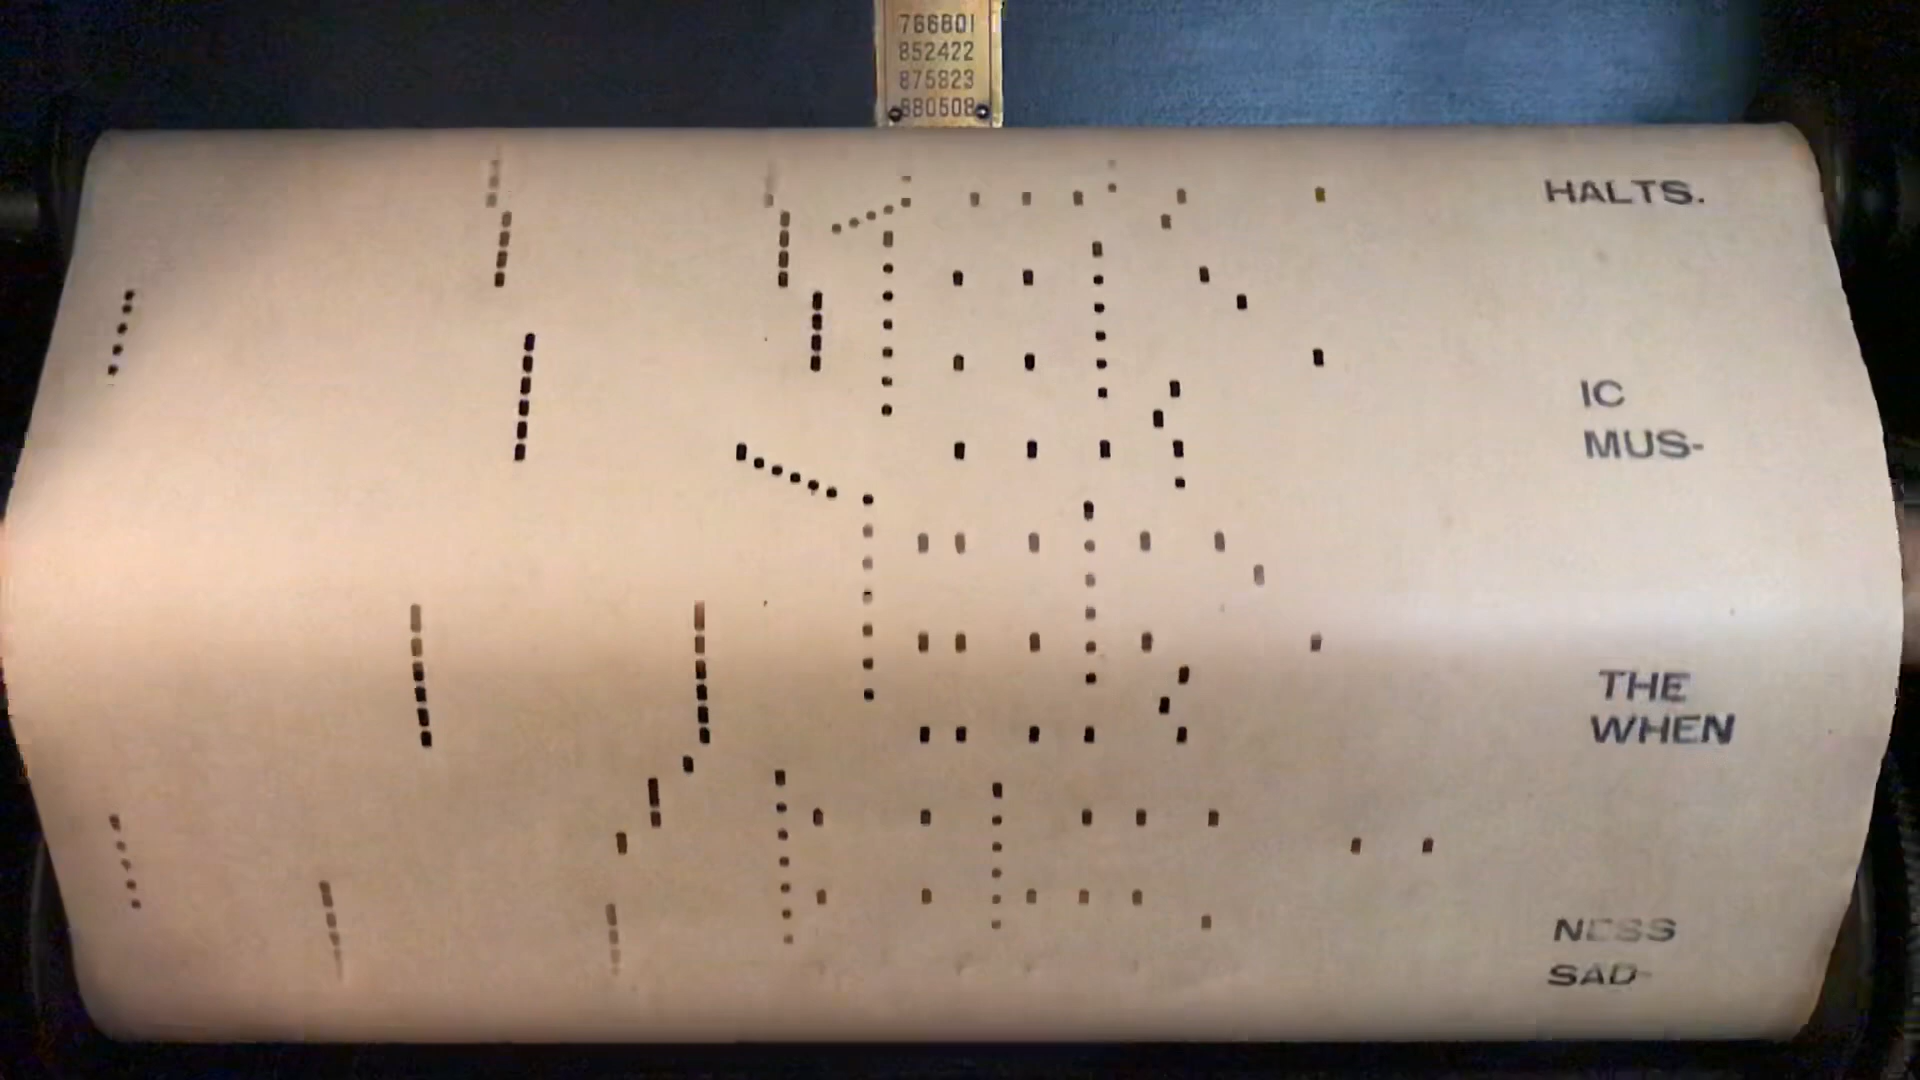 766801
852422
875823
880508
HALTS.
IC
MUS-
THE
WHEN
NESS
SAD-